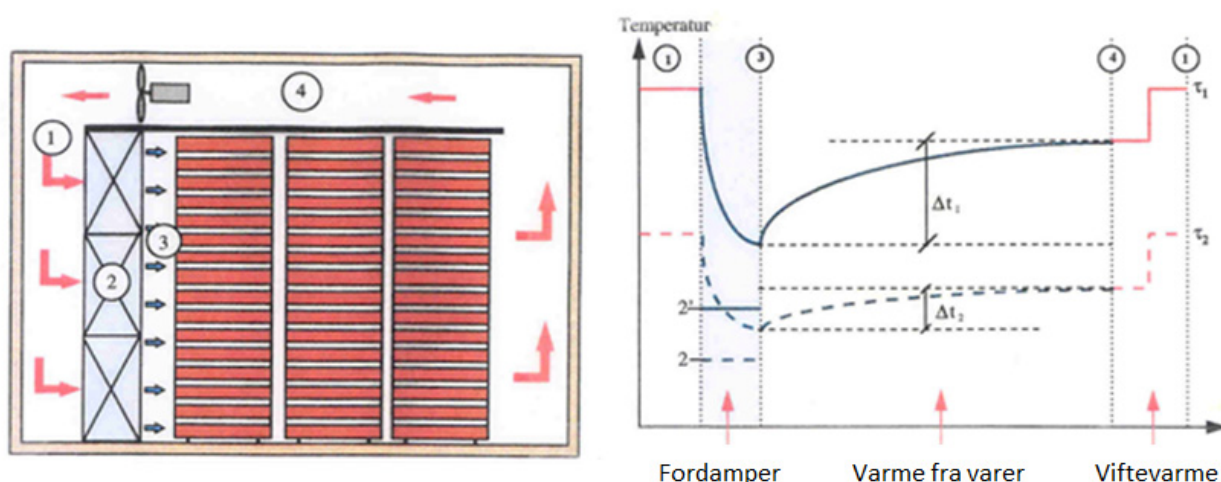 4
1
3
2
Temperatur
1
3
4
1
τ₁
Δt₁
τ₂
2'
Δt₂
2
Fordamper
Varme fra varer
Viftevarme